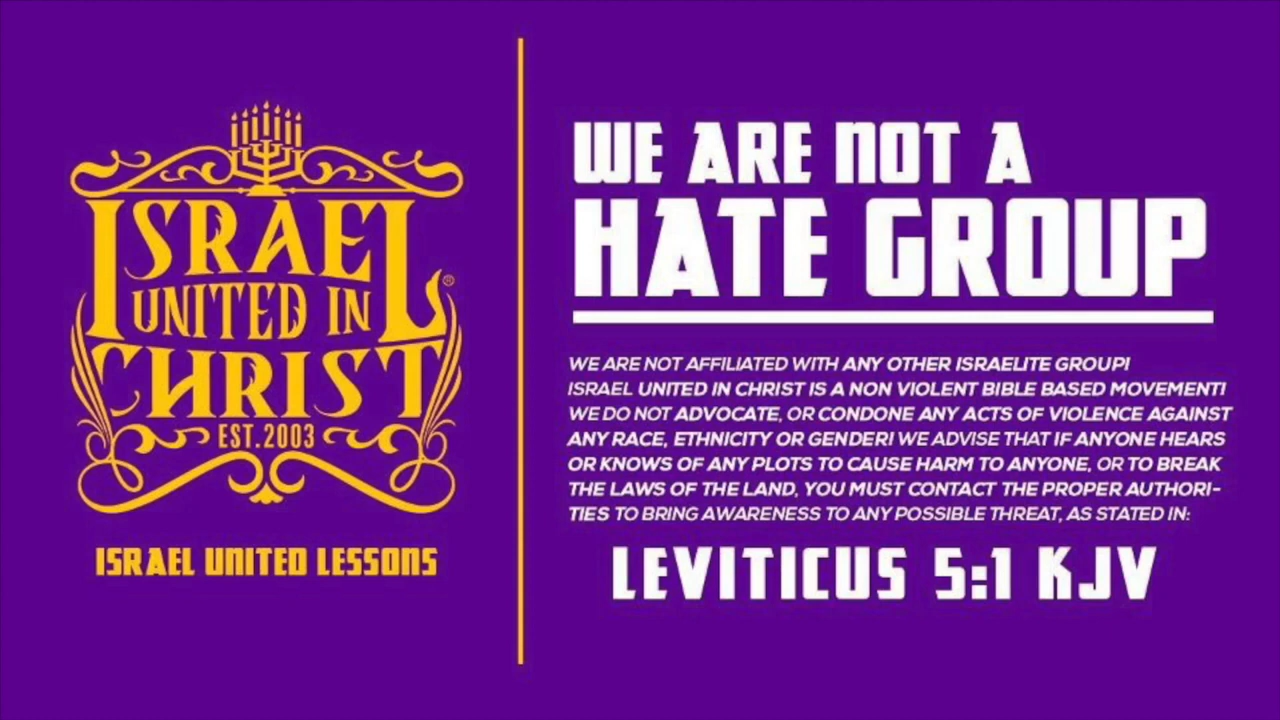 ISRAEL
UNITED IN
CHRIST
®
EST.2003
ISRAEL UNITED LESSONS
WE ARE NOT A
HATE GROUP
WE ARE NOT AFFILIATED WITH ANY OTHER ISRAELITE GROUP!
ISRAEL UNITED IN CHRIST IS A NON VIOLENT BIBLE BASED MOVEMENT!
WE DO NOT ADVOCATE, OR CONDONE ANY ACTS OF VIOLENCE AGAINST
ANY RACE, ETHNICITY OR GENDER! WE ADVISE THAT IF ANYONE HEARS
OR KNOWS OF ANY PLOTS TO CAUSE HARM TO ANYONE, OR TO BREAK
THE LAWS OF THE LAND, YOU MUST CONTACT THE PROPER AUTHORI-
TIES TO BRING AWARENESS TO ANY POSSIBLE THREAT, AS STATED IN:
LEVITICUS 5:1 KJV